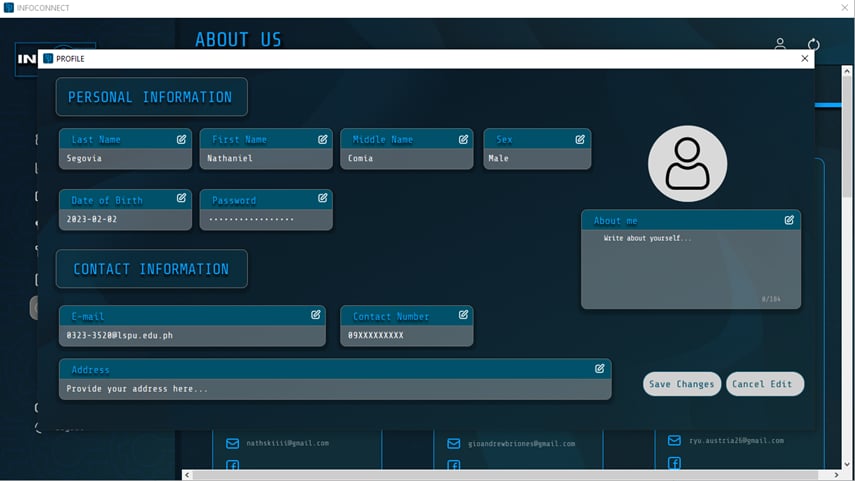 INFOCONNECT
ABOUT US
IN
PROFILE
PERSONAL INFORMATION
Last Name
First Name
Middle Name
Sex
Segovia
Nathaniel
Comia
Male
Date of Birth
Password
2023-02-02
·················
About me
Write about yourself...
0/184
CONTACT INFORMATION
E-mail
Contact Number
0323-3520@lspu.edu.ph
09XXXXXXXXX
Address
Provide your address here...
Save Changes
Cancel Edit
nathskiiii@gmail.com
gioandrewbriones@gmail.com
ryu.austria26@gmail.com